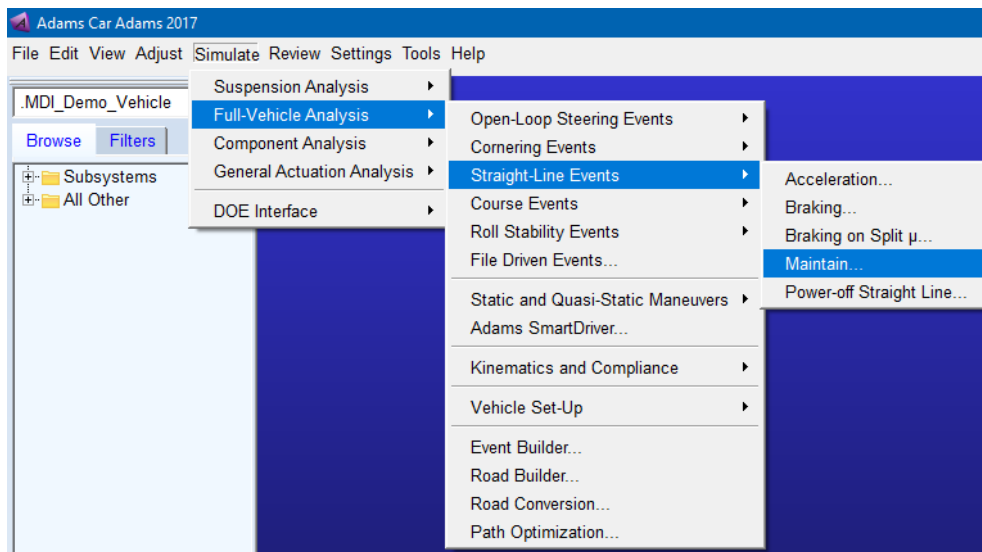 Adams Car Adams 2017
File Edit View Adjust Simulate Review Settings Tools Help
.MDI_Demo_Vehicle
Browse Filters
Subsystems
All Other
Suspension Analysis
Full-Vehicle Analysis
Component Analysis
General Actuation Analysis
DOE Interface
Open-Loop Steering Events
Cornering Events
Straight-Line Events
Course Events
Roll Stability Events
File Driven Events...
Static and Quasi-Static Maneuvers
Adams SmartDriver...
Kinematics and Compliance
Vehicle Set-Up
Event Builder...
Road Builder...
Road Conversion...
Path Optimization...
Acceleration...
Braking...
Braking on Split µ...
Maintain...
Power-off Straight Line...